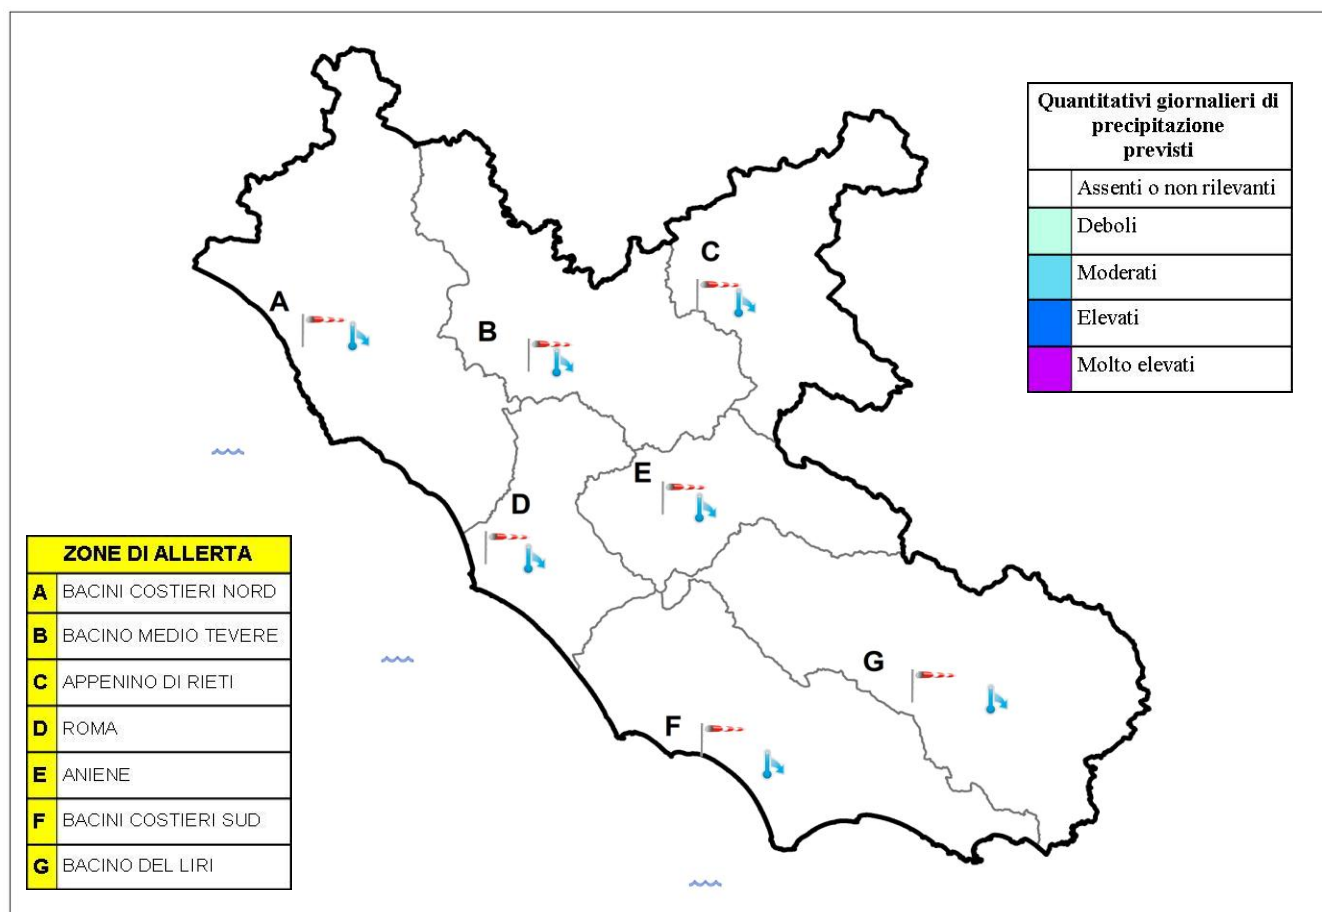 Quantitativi giornalieri di
precipitazione
previsti
Assenti o non rilevanti
Deboli
Moderati
Elevati
Molto elevati
C
A
B
E
D
G
F
ZONE DI ALLERTA
A BACINI COSTIERI NORD
B BACINO MEDIO TEVERE
C APPENINO DI RIETI
D ROMA
E ANIENE
F BACINI COSTIERI SUD
G BACINO DEL LIRI